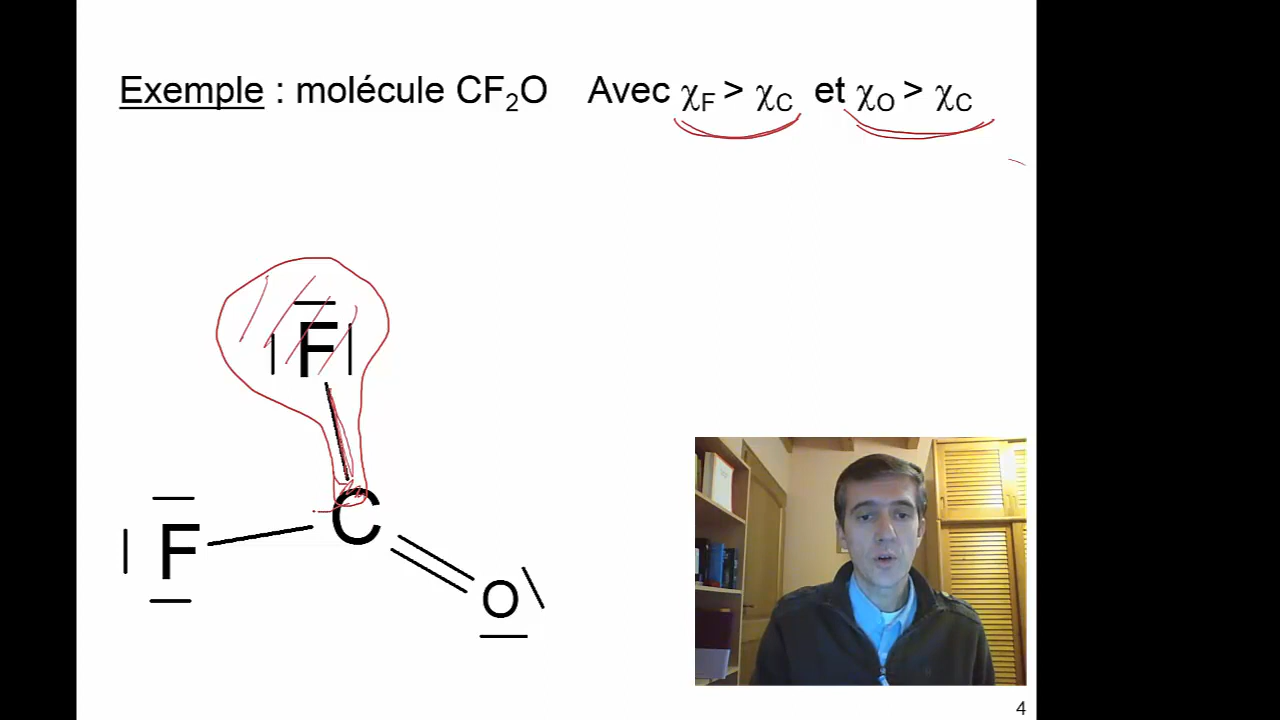 Exemple : molécule CF₂O Avec χF > χC et χO > χC
F
C
F
O
4